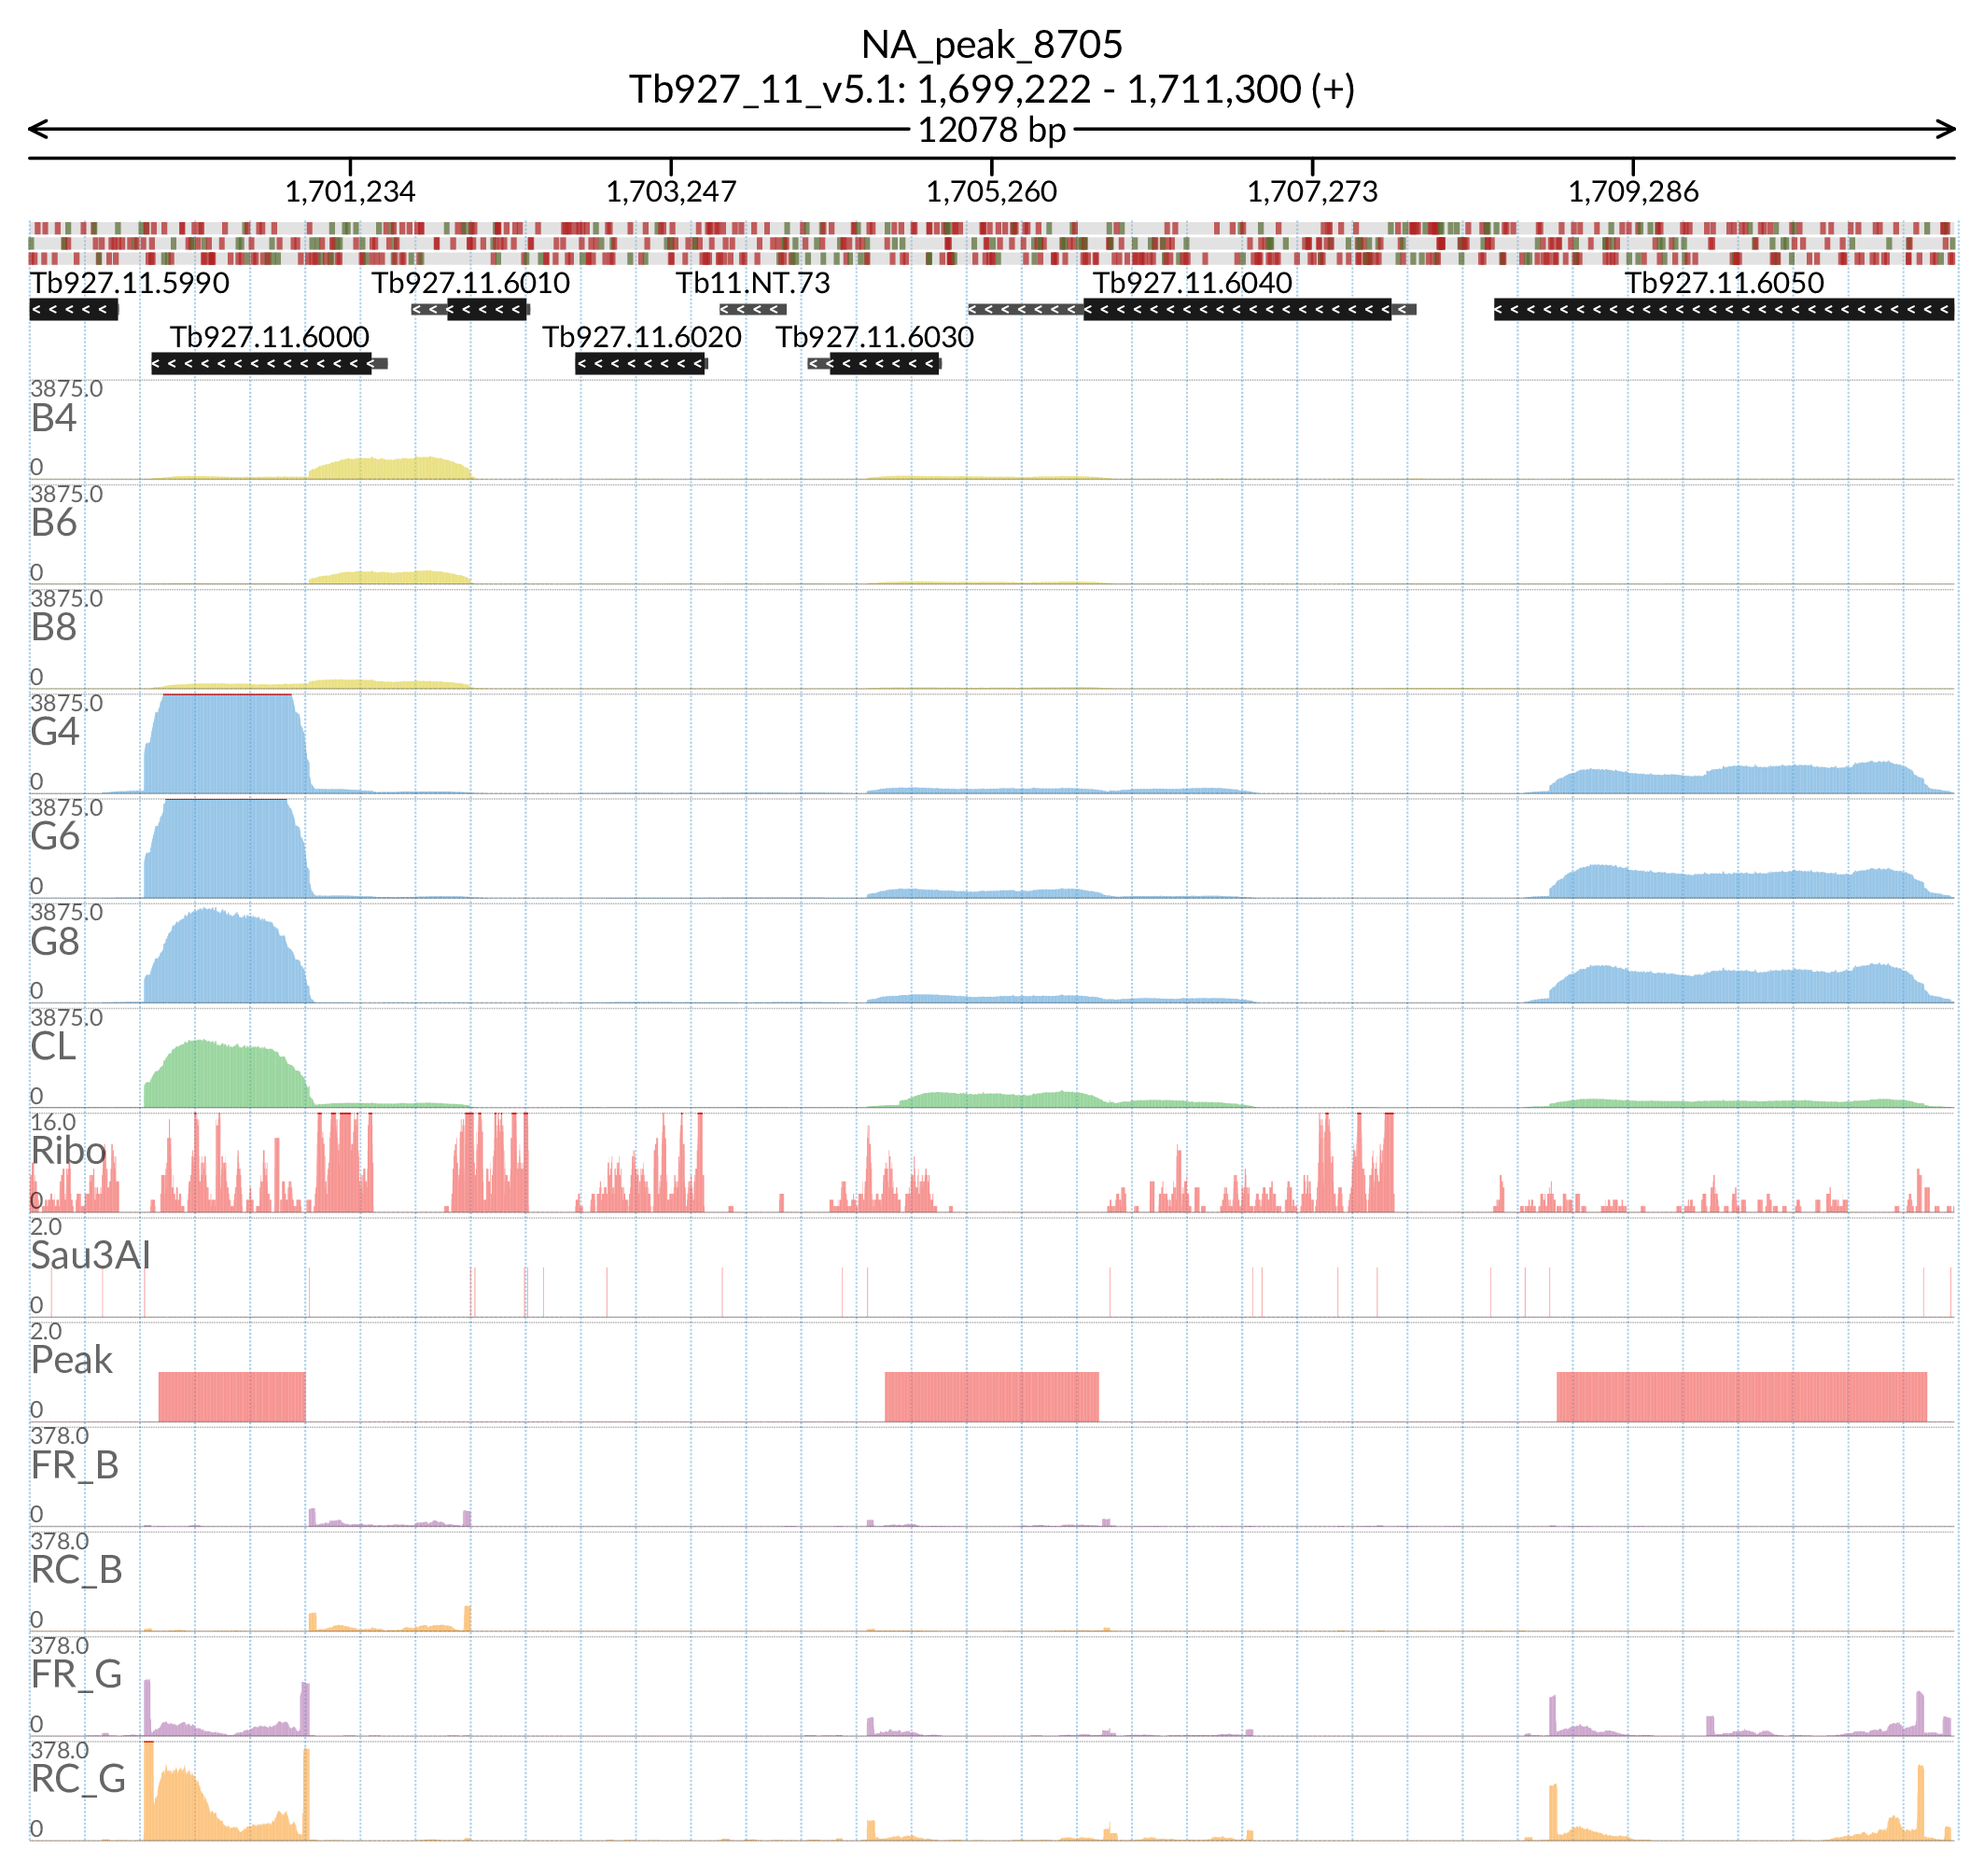 NA_peak_8705
Tb927_11_v5.1: 1,699,222 - 1,711,300 (+)
12078 bp
1,701,234 1,703,247 1,705,260 1,707,273 1,709,286
Tb927.11.5990 Tb927.11.6010 Tb11.NT.73 Tb927.11.6040 Tb927.11.6050
Tb927.11.6000 Tb927.11.6020 Tb927.11.6030
3875.0
B4
0
3875.0
B6
0
3875.0
B8
0
3875.0
G4
0
3875.0
G6
0
3875.0
G8
0
3875.0
CL
0
16.0
Ribo
0
2.0
Sau3AI
0
2.0
Peak
0
378.0
FR_B
0
378.0
RC_B
0
378.0
FR_G
0
378.0
RC_G
0